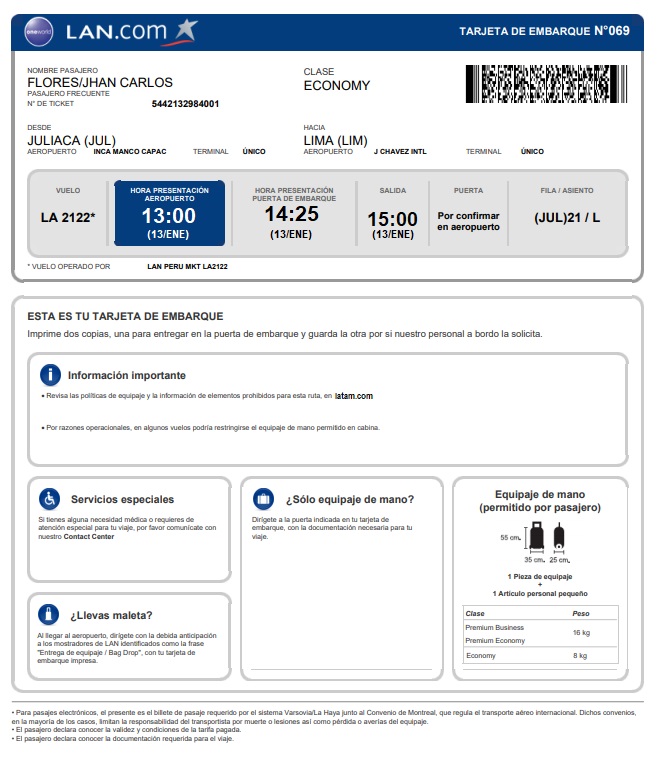 oneworld LAN.com TARJETA DE EMBARQUE N°069
NOMBRE PASAJERO
FLORES/JHAN CARLOS
PASAJERO FRECUENTE
N° DE TICKET 5442132984001
CLASE
ECONOMY
DESDE
JULIACA (JUL)
AEROPUERTO INCA MANCO CAPAC TERMINAL ÚNICO
HACIA
LIMA (LIM)
AEROPUERTO J CHAVEZ INTL TERMINAL ÚNICO
VUELO
LA 2122*
HORA PRESENTACIÓN
AEROPUERTO
13:00
(13/ENE)
HORA PRESENTACIÓN
PUERTA DE EMBARQUE
14:25
(13/ENE)
SALIDA
15:00
(13/ENE)
PUERTA
Por confirmar
en aeropuerto
FILA / ASIENTO
(JUL)21 / L
* VUELO OPERADO POR LAN PERU MKT LA2122
ESTA ES TU TARJETA DE EMBARQUE
Imprime dos copias, una para entregar en la puerta de embarque y guarda la otra por si nuestro personal a bordo la solicita.
Información importante
• Revisa las políticas de equipaje y la información de elementos prohibidos para esta ruta, en latam.com
• Por razones operacionales, en algunos vuelos podría restringirse el equipaje de mano permitido en cabina.
Servicios especiales
Si tienes alguna necesidad médica o requieres de
atención especial para tu viaje, por favor comunícate con
nuestro Contact Center
¿Llevas maleta?
Al llegar al aeropuerto, dirígete con la debida anticipación
a los mostradores de LAN identificados como la frase
"Entrega de equipaje / Bag Drop", con tu tarjeta de
embarque impresa.
¿Sólo equipaje de mano?
Dirígete a la puerta indicada en tu tarjeta de
embarque, con la documentación necesaria para tu
viaje.
Equipaje de mano
(permitido por pasajero)
55 cm.
35 cm. 25 cm.
1 Pieza de equipaje
+
1 Artículo personal pequeño
Clase Peso
Premium Business
Premium Economy
16 kg
Economy 8 kg
• Para pasajes electrónicos, el presente es el billete de pasaje requerido por el sistema Varsovia/La Haya junto al Convenio de Montreal, que regula el transporte aéreo internacional. Dichos convenios,
en la mayoría de los casos, limitan la responsabilidad del transportista por muerte o lesiones así como pérdida o averías del equipaje.
• El pasajero declara conocer la validez y condiciones de la tarifa pagada.
• El pasajero declara conocer la documentación requerida para el viaje.